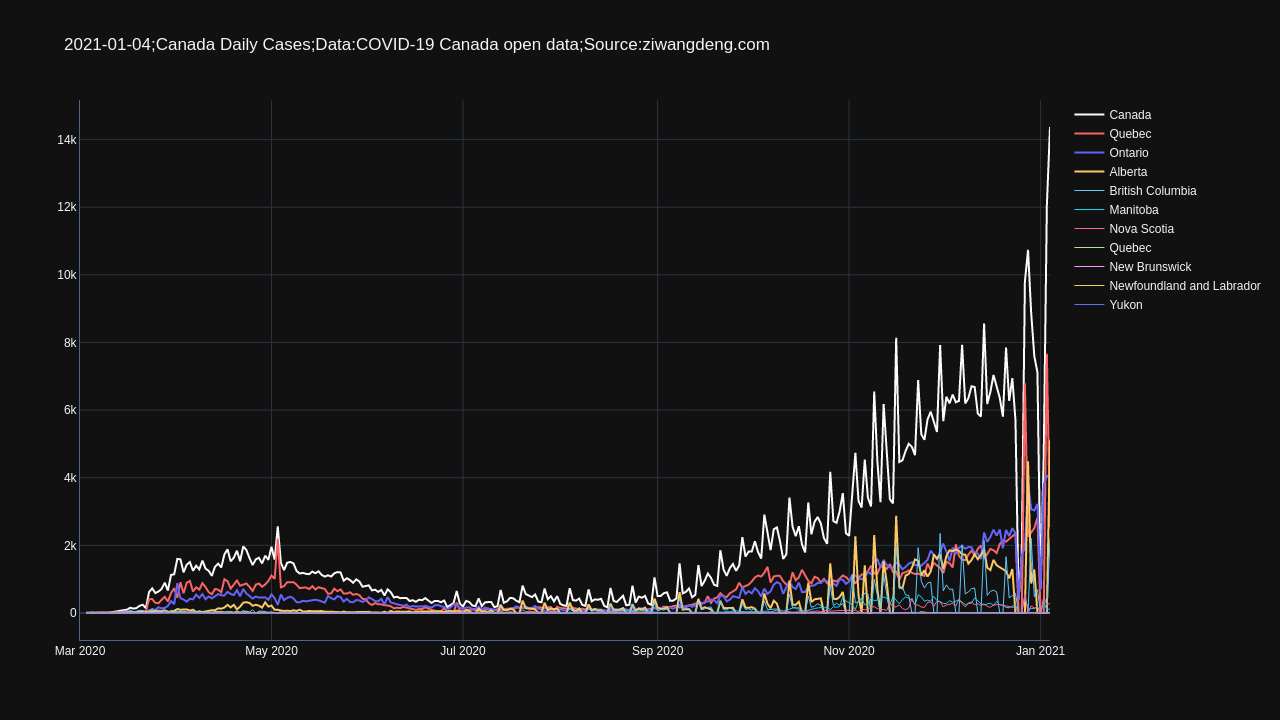 2021-01-04;Canada Daily Cases;Data:COVID-19 Canada open data;Source:ziwangdeng.com
14k
12k
10k
8k
6k
4k
2k
0
Mar 2020
May 2020
Jul 2020
Sep 2020
Nov 2020
Jan 2021
Canada
Quebec
Ontario
Alberta
British Columbia
Manitoba
Nova Scotia
Quebec
New Brunswick
Newfoundland and Labrador
Yukon